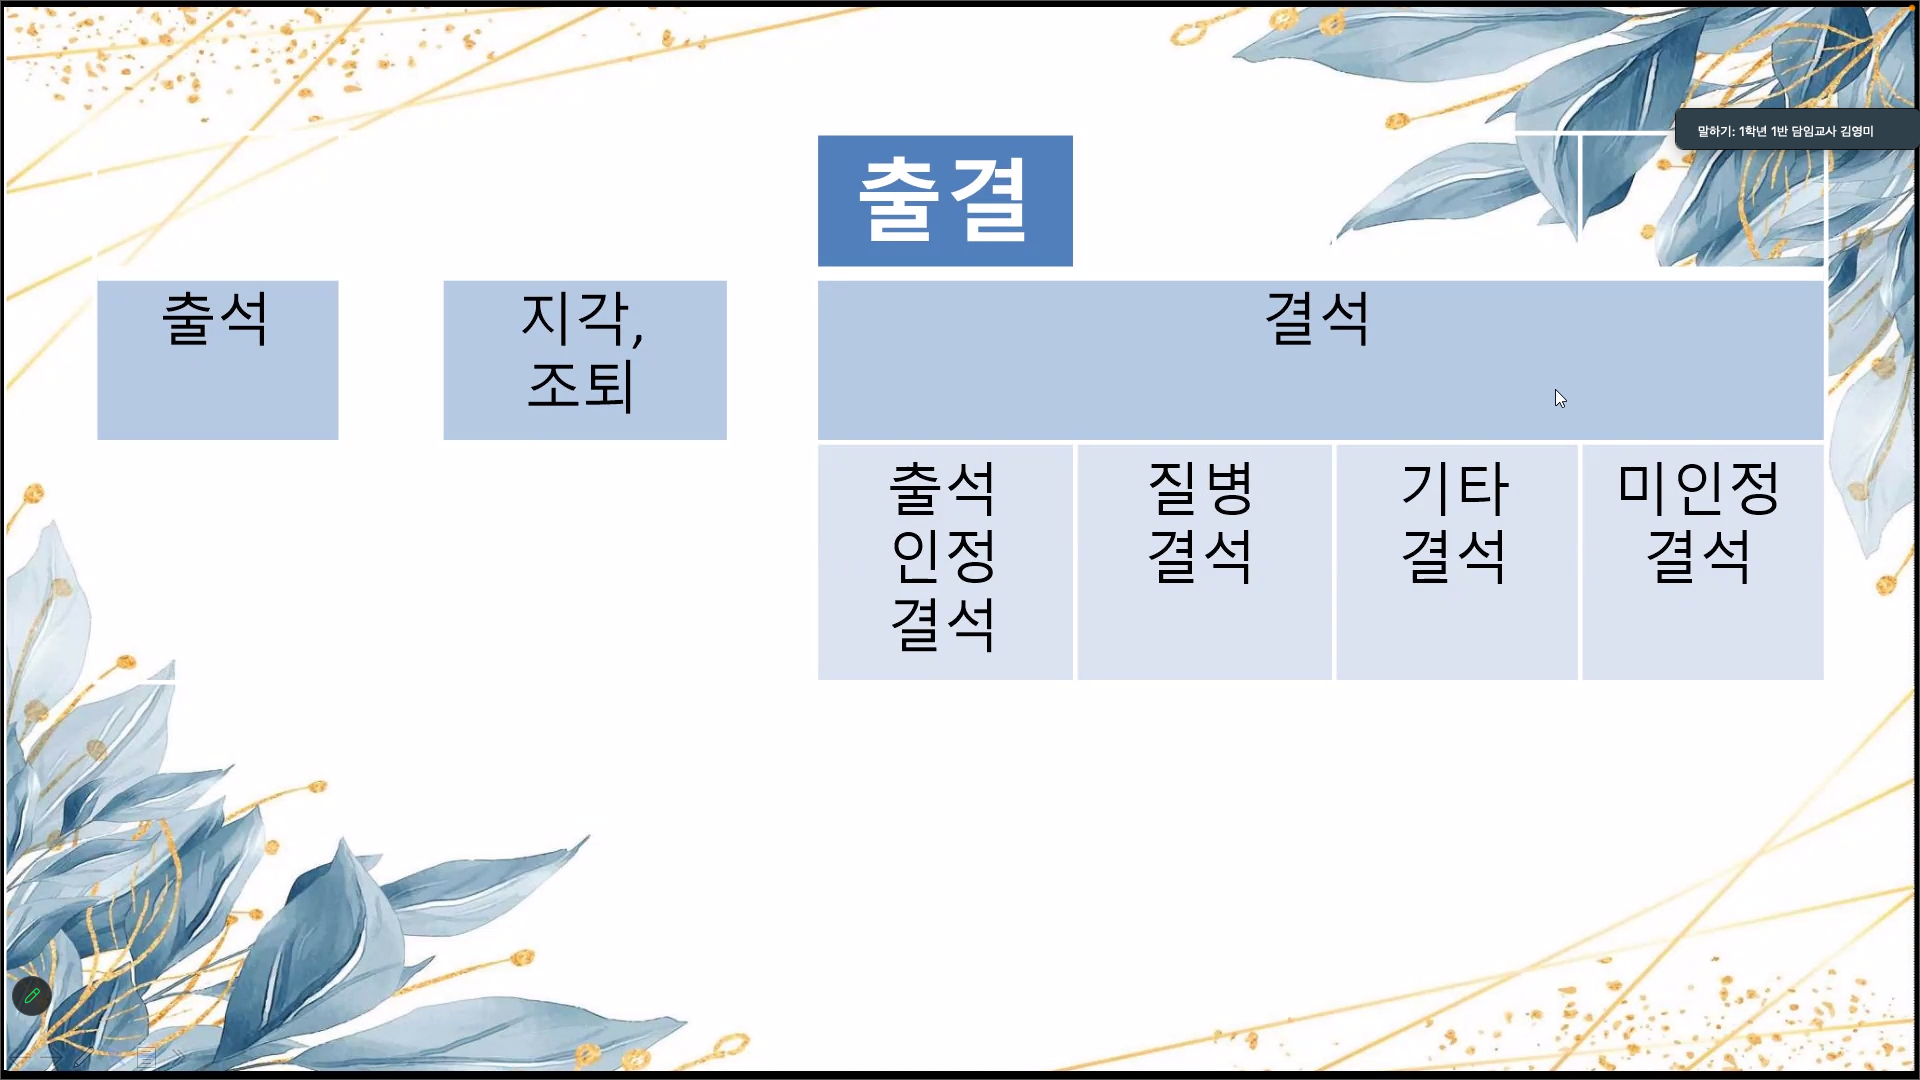 말하기: 1학년 1반 담임교사 김영미
출결
출석
지각,
조퇴
결석
출석
인정
결석
질병
결석
기타
결석
미인정
결석